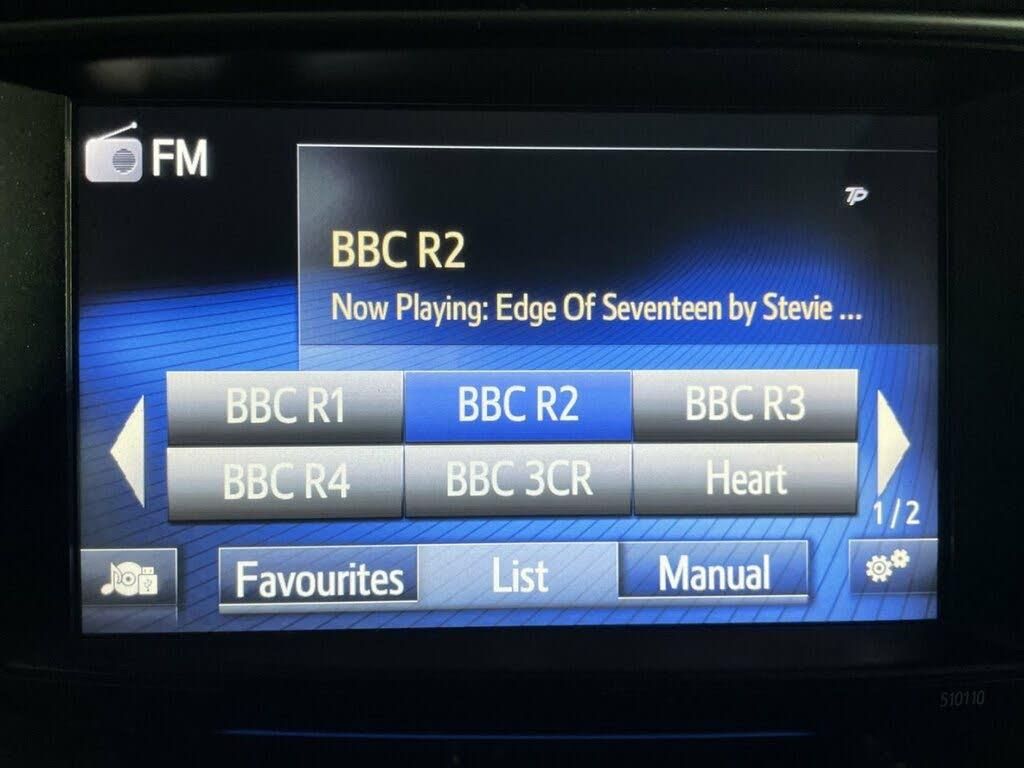 FM
TP
BBC R2
Now Playing: Edge Of Seventeen by Stevie ...
BBC R1
BBC R2
BBC R3
BBC R4
BBC 3CR
Heart
1/2
Favourites
List
Manual
510110